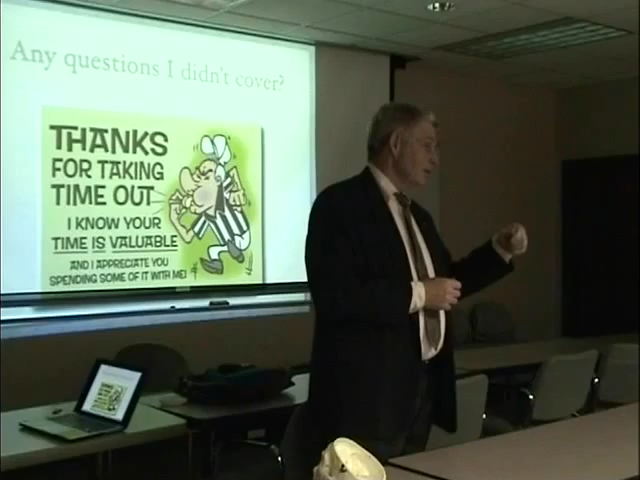 Any questions I didn't cover?
THANKS
FOR TAKING
TIME OUT
I KNOW YOUR
TIME IS VALUABLE
AND I APPRECIATE YOU
SPENDING SOME OF IT WITH ME!